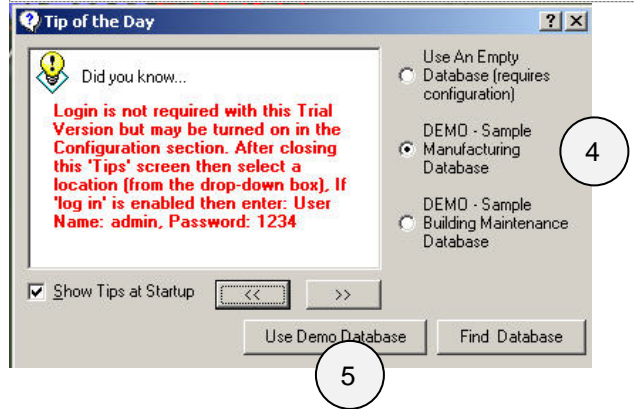 Tip of the Day
Did you know...
Login is not required with this Trial
Version but may be turned on in the
Configuration section. After closing
this 'Tips' screen then select a
location (from the drop-down box), If
'log in' is enabled then enter: User
Name: admin, Password: 1234
Use An Empty
Database (requires
configuration)
DEMO - Sample
Manufacturing
Database
4
DEMO - Sample
Building Maintenance
Database
Show Tips at Startup
<< >>
Use Demo Database Find Database
5